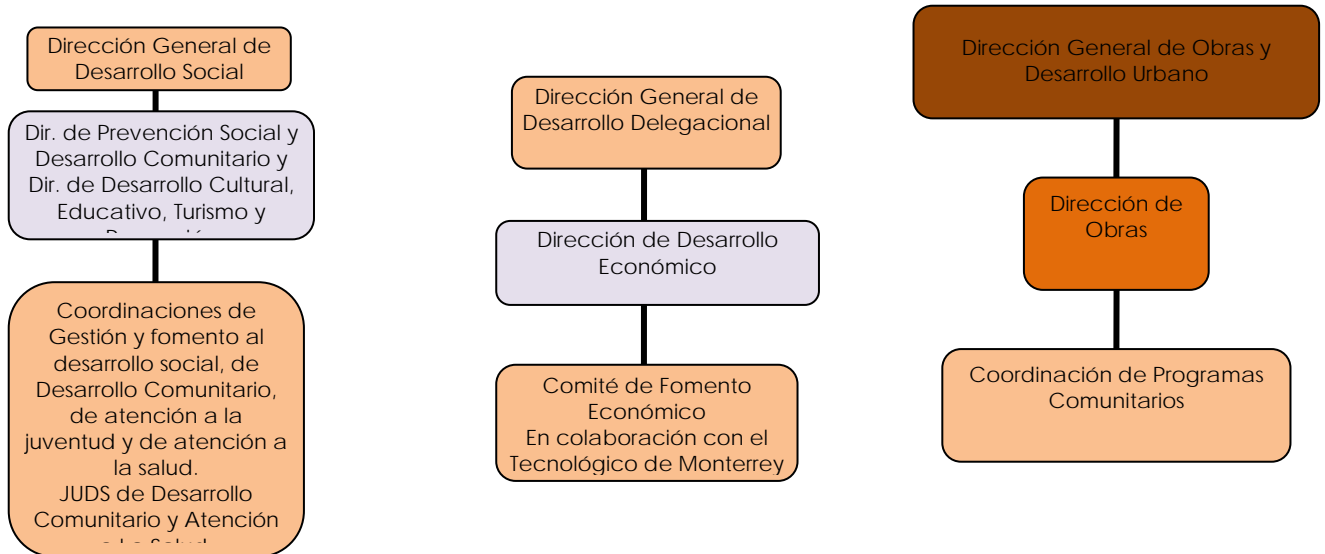 Dirección General de
Desarrollo Social
Dir. de Prevención Social y
Desarrollo Comunitario y
Dir. de Desarrollo Cultural,
Educativo, Turismo y
Coordinaciones de
Gestión y fomento al
desarrollo social, de
Desarrollo Comunitario,
de atención a la
juventud y de atención a
la salud.
JUDS de Desarrollo
Comunitario y Atención
a La Salud
Dirección General de
Desarrollo Delegacional
Dirección de Desarrollo
Económico
Comité de Fomento
Económico
En colaboración con el
Tecnológico de Monterrey
Dirección General de Obras y
Desarrollo Urbano
Dirección de
Obras
Coordinación de Programas
Comunitarios